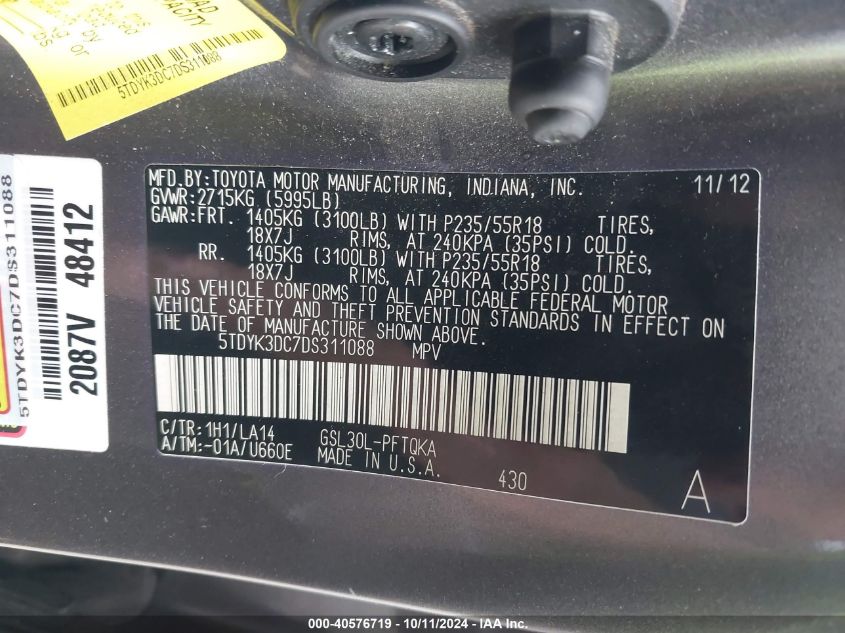 5TDYK3DC7DS311088
5TDYK3DC7DS311088
2087V 48412
MFD.BY:TOYOTA MOTOR MANUFACTURING, INDIANA, INC. 11/12
GVWR:2715KG (5995LB)
GAWR:FRT. 1405KG (3100LB) WITH P235/55R18 TIRES,
18X7J RIMS, AT 240KPA (35PSI) COLD.
RR. 1405KG (3100LB) WITH P235/55R18 TIRES,
18X7J RIMS, AT 240KPA (35PSI) COLD.
THIS VEHICLE CONFORMS TO ALL APPLICABLE FEDERAL MOTOR
VEHICLE SAFETY AND THEFT PREVENTION STANDARDS IN EFFECT ON
THE DATE OF MANUFACTURE SHOWN ABOVE.
5TDYK3DC7DS311088 MPV
C/TR:1H1/LA14 GSL30L-PFTQKA
A/TM:-01A/U660E MADE IN U.S.A.
430 A
000-40576719 - 10/11/2024 - IAAI.com